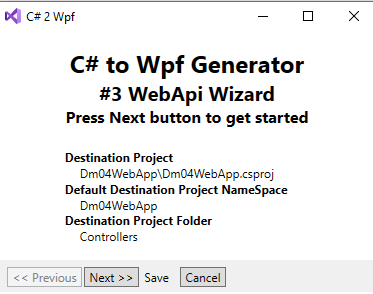 C# 2 Wpf
C# to Wpf Generator
#3 WebApi Wizard
Press Next button to get started
Destination Project
Dm04WebApp\Dm04WebApp.csproj
Default Destination Project NameSpace
Dm04WebApp
Destination Project Folder
Controllers
<< Previous Next >> Save Cancel